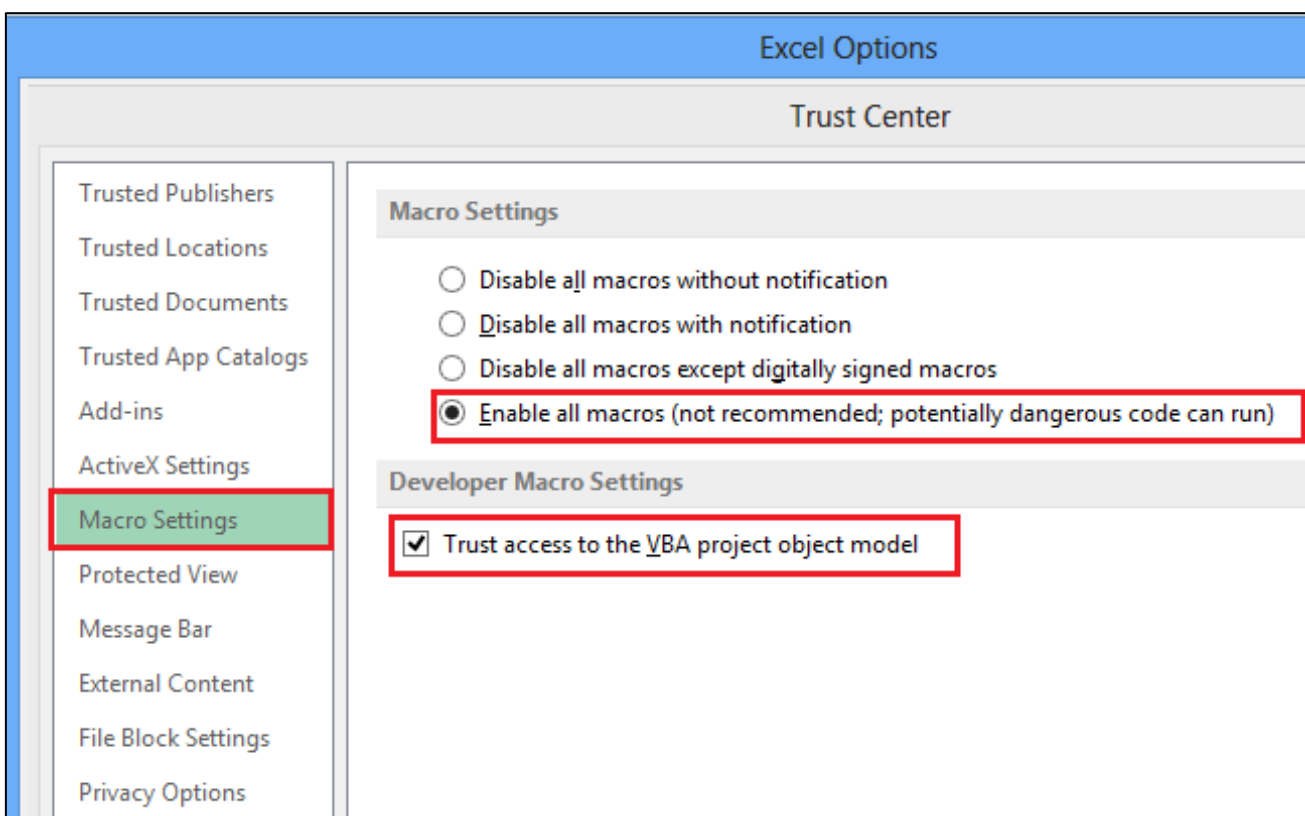 Excel Options
Trust Center
Trusted Publishers
Trusted Locations
Trusted Documents
Trusted App Catalogs
Add-ins
ActiveX Settings
Macro Settings
Protected View
Message Bar
External Content
File Block Settings
Privacy Options
Macro Settings
Disable all macros without notification
Disable all macros with notification
Disable all macros except digitally signed macros
Enable all macros (not recommended; potentially dangerous code can run)
Developer Macro Settings
Trust access to the VBA project object model